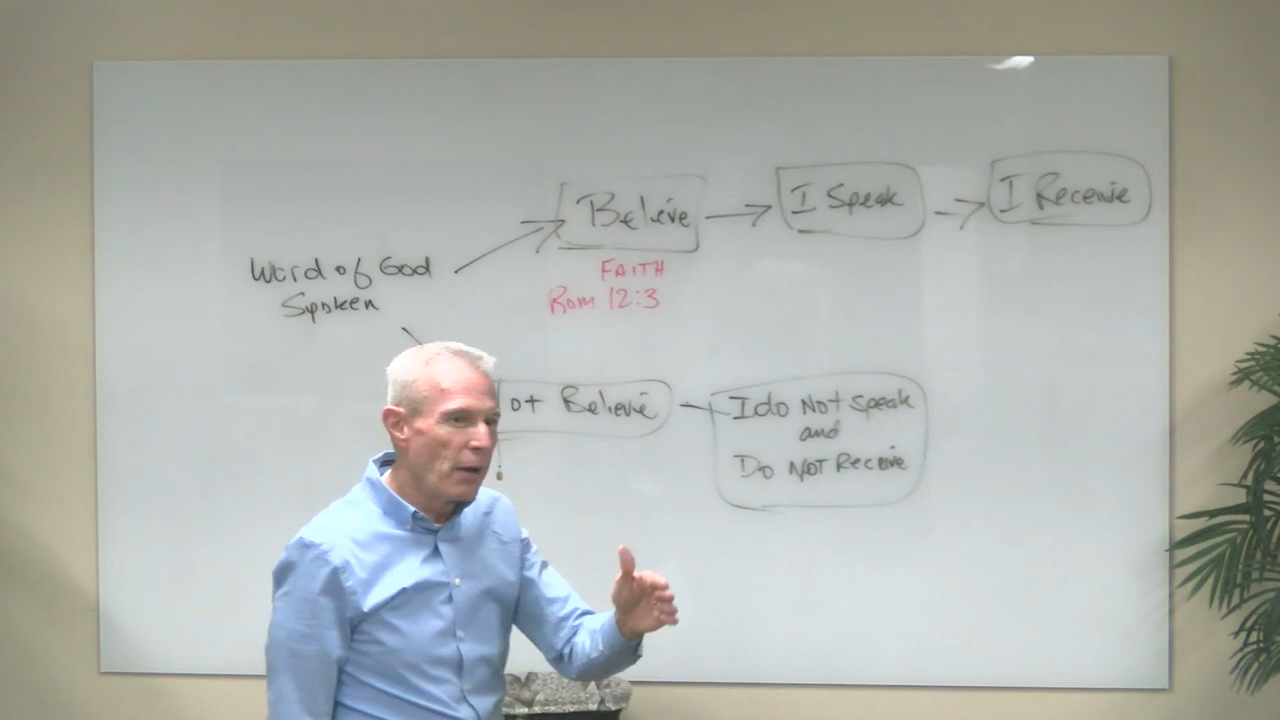 Believe
I Speak
I Receive
Word of God
Spoken
FAITH
Rom 12:3
ot Believe
I do Not Speak
and
Do NOT Receive